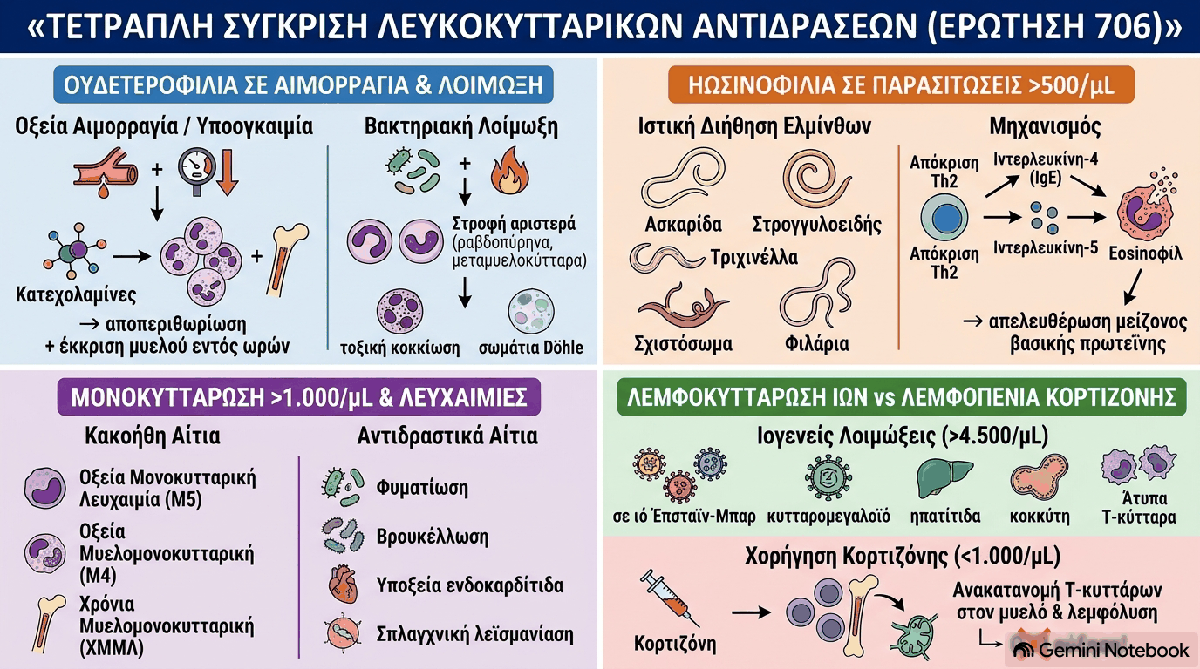 «ΤΕΤΡΑΠΛΗ ΣΥΓΚΡΙΣΗ ΛΕΥΚΟΚΥΤΤΑΡΙΚΩΝ ΑΝΤΙΔΡΑΣΕΩΝ (ΕΡΩΤΗΣΗ 706)»
ΟΥΔΕΤΕΡΟΦΙΛΙΑ ΣΕ ΑΙΜΟΡΡΑΓΙΑ & ΛΟΙΜΩΞΗ
Οξεία Αιμορραγία / Υποογκαιμία
Κατεχολαμίνες
→ αποπεριθωρίωση
+ έκκριση μυελού εντός ωρών
Βακτηριακή Λοίμωξη
Στροφή αριστερά
(ραβδοπύρηνα,
μεταμυελοκύτταρα)
τοξική κοκκίωση
σωμάτια Döhle
ΗΩΣΙΝΟΦΙΛΙΑ ΣΕ ΠΑΡΑΣΙΤΩΣΕΙΣ >500/μL
Ιστική Διήθηση Ελμίνθων
Ασκαρίδα
Στρογγυλοειδής
Τριχινέλλα
Σχιστόσωμα
Φιλάρια
Μηχανισμός
Απόκριση
Th2
Ιντερλευκίνη-4
(IgE)
Απόκριση
Th2
Ιντερλευκίνη-5
Eosinοφιλ
→ απελευθέρωση μείζονος
βασικής πρωτεΐνης
ΜΟΝΟΚΥΤΤΑΡΩΣΗ >1.000/μL & ΛΕΥΧΑΙΜΙΕΣ
Κακοήθη Αίτια
Οξεία Μονοκυτταρική
Λευχαιμία (M5)
Οξεία
Μυελομονοκυτταρική
(M4)
Χρόνια
Μυελομονοκυτταρική
(ΧΜΜΛ)
Αντιδραστικά Αίτια
Φυματίωση
Βρουκέλλωση
Υποξεία ενδοκαρδίτιδα
Σπλαγχνική λεϊσμανίαση
ΛΕΜΦΟΚΥΤΤΑΡΩΣΗ ΙΩΝ vs ΛΕΜΦΟΠΕΝΙΑ ΚΟΡΤΙΖΟΝΗΣ
Ιογενείς Λοιμώξεις (>4.500/μL)
σε ιό Έπσταϊν-Μπαρ
κυτταρομεγαλοϊό
ηπατίτιδα
κοκκύτη
Άτυπα
Τ-κύτταρα
Χορήγηση Κορτιζόνης (<1.000/μL)
Κορτιζόνη
Ανακατανομή Τ-κυττάρων
στον μυελό & λεμφόλυση
Gemini Notebook